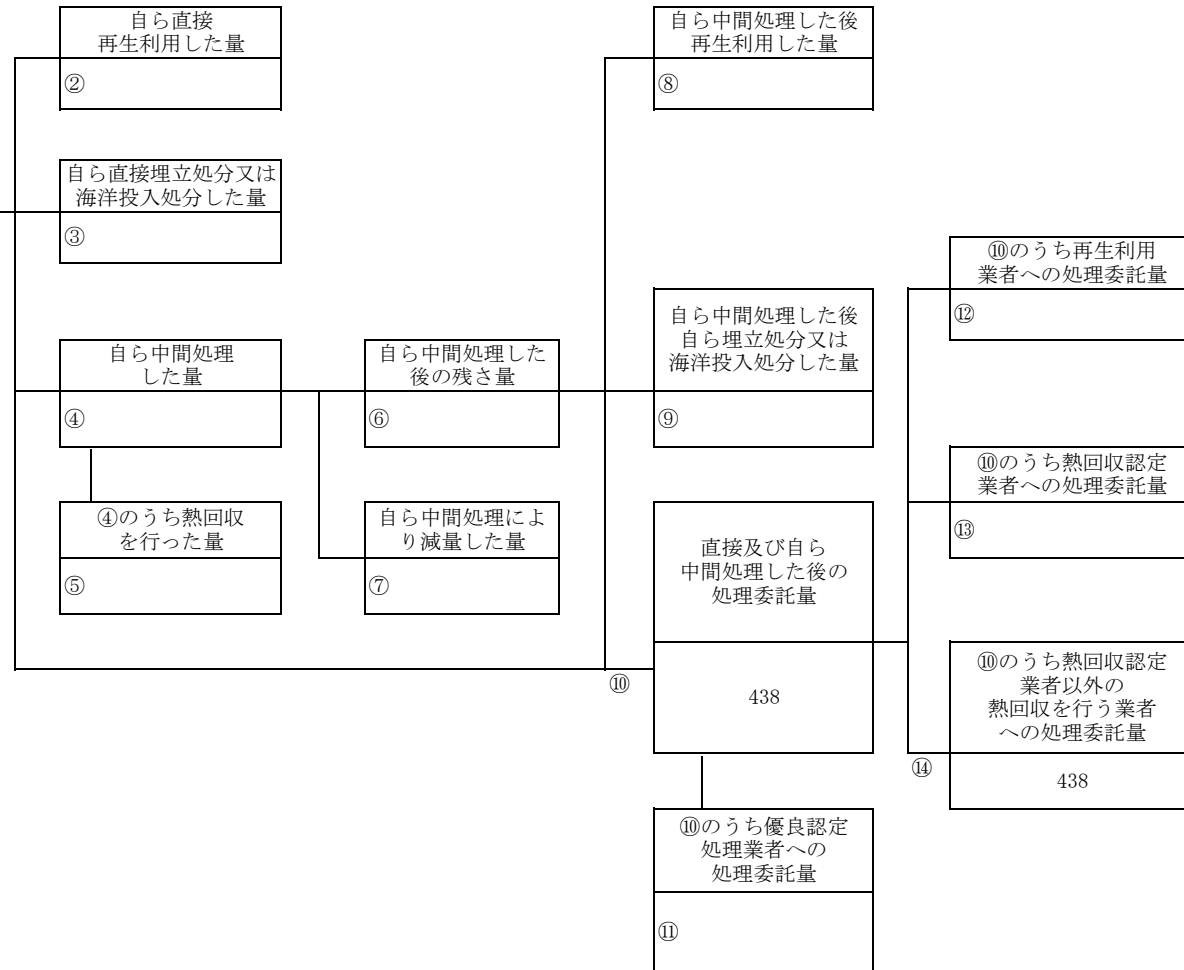 自ら直接
再生利用した量
②
自ら中間処理した後
再生利用した量
⑧
自ら直接埋立処分又は
海洋投入処分した量
③
⑩のうち再生利用
業者への処理委託量
⑫
自ら中間処理
した量
④
自ら中間処理した
後の残さ量
⑥
自ら中間処理した後
自ら埋立処分又は
海洋投入処分した量
⑨
⑩のうち熱回収認定
業者への処理委託量
⑬
④のうち熱回収
を行った量
⑤
自ら中間処理によ
り減量した量
⑦
直接及び自ら
中間処理した後の
処理委託量
⑩
438
⑩のうち熱回収認定
業者以外の
熱回収を行う業者
への処理委託量
⑭
438
⑩のうち優良認定
処理業者への
処理委託量
⑪